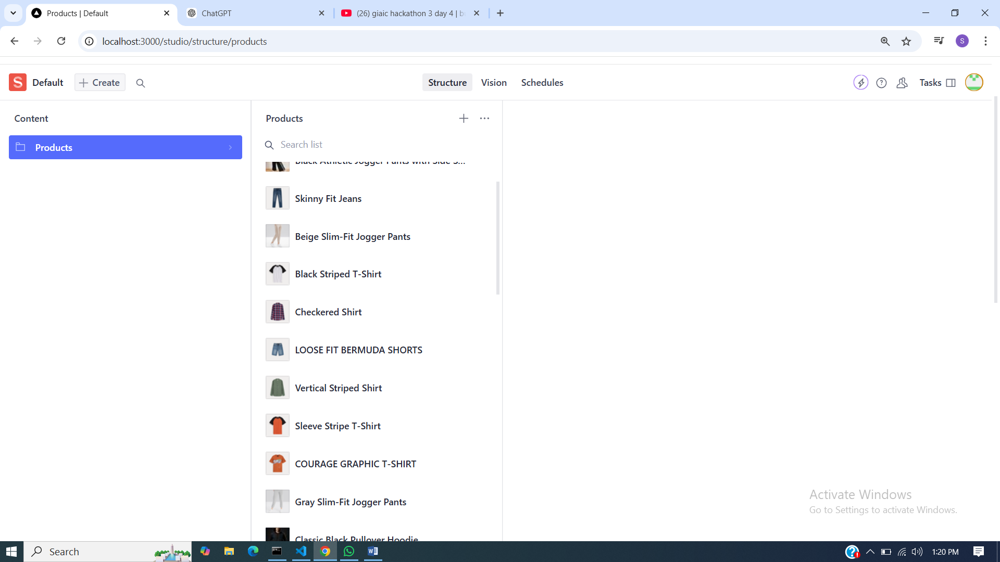 Products | Default
ChatGPT
(26) giaic hackathon 3 day 4 | b
localhost:3000/studio/structure/products
S
S
Default
Create
Structure
Vision
Schedules
?
Tasks
Content
Products
Products
Search list
Black Athletic Jogger Pants with Side S...
Skinny Fit Jeans
Beige Slim-Fit Jogger Pants
Black Striped T-Shirt
Checkered Shirt
LOOSE FIT BERMUDA SHORTS
Vertical Striped Shirt
Sleeve Stripe T-Shirt
COURAGE GRAPHIC T-SHIRT
Gray Slim-Fit Jogger Pants
Classic Black Pullover Hoodie
Activate Windows
Go to Settings to activate Windows.
Search
1:20 PM